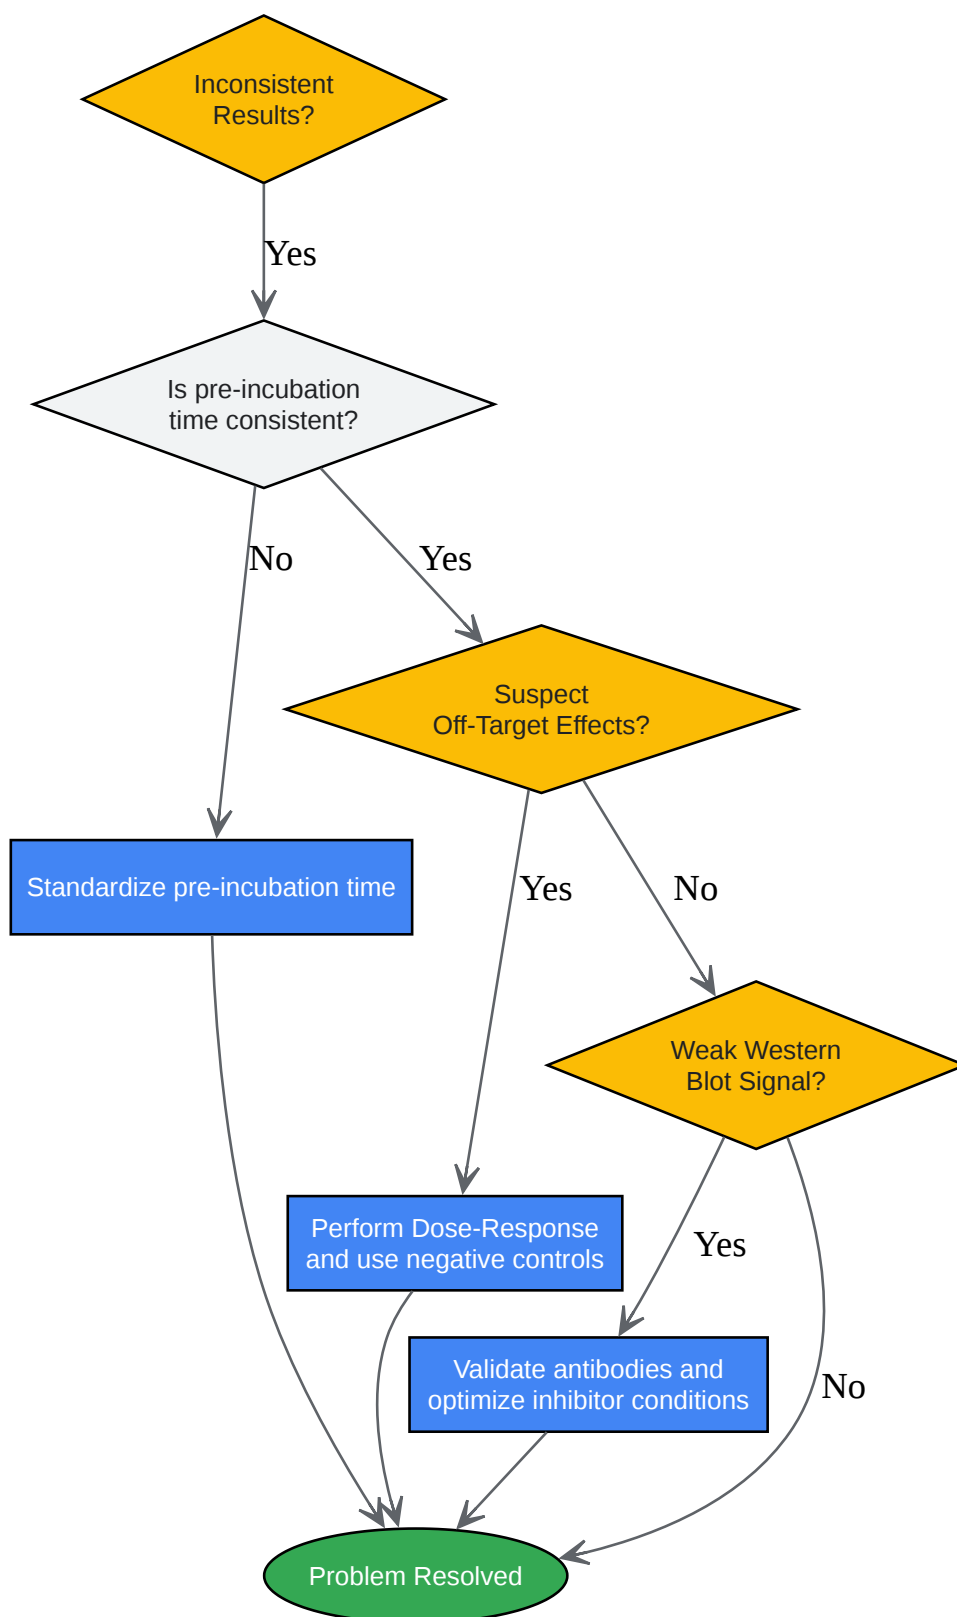 Inconsistent
Results?
Yes
Is pre-incubation
time consistent?
No
Yes
Suspect
Off-Target Effects?
Standardize pre-incubation time
Yes
No
Weak Western
Blot Signal?
Perform Dose-Response
and use negative controls
Yes
Validate antibodies and
optimize inhibitor conditions
No
Problem Resolved